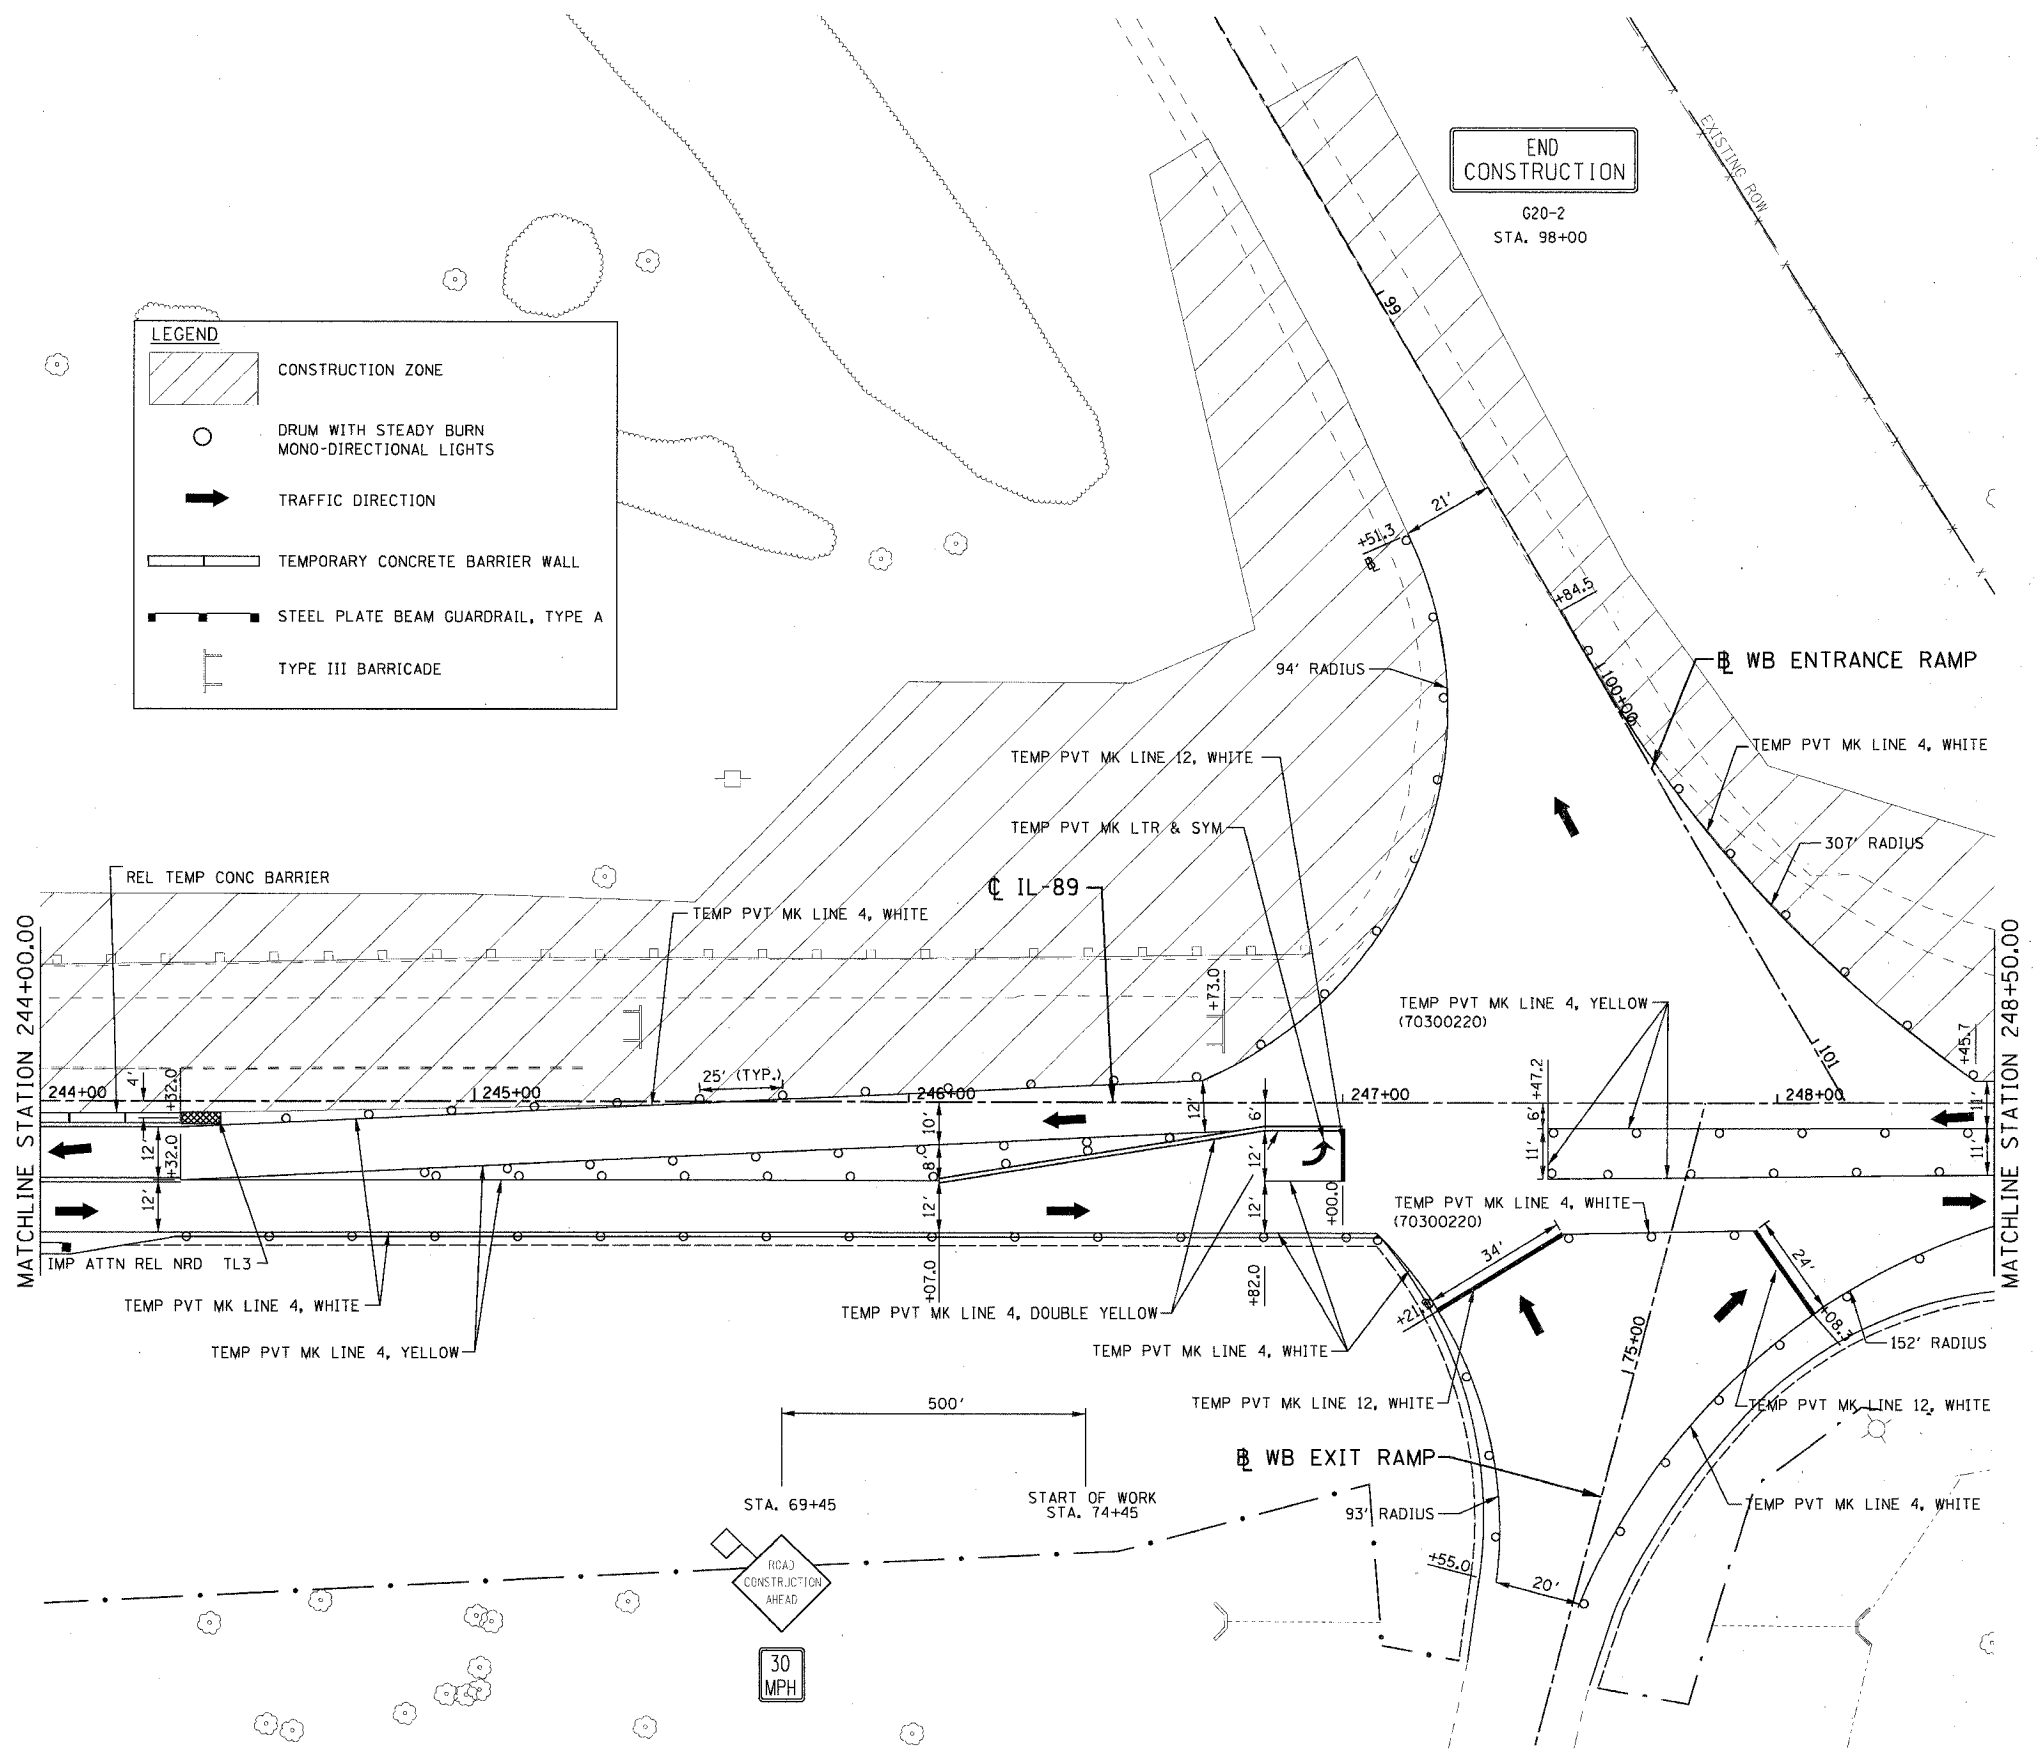 END
CONSTRUCTION
G20-2
STA. 98+00
EXISTING ROW
99
LEGEND
CONSTRUCTION ZONE
DRUM WITH STEADY BURN
MONO-DIRECTIONAL LIGHTS
TRAFFIC DIRECTION
TEMPORARY CONCRETE BARRIER WALL
STEEL PLATE BEAM GUARDRAIL, TYPE A
TYPE III BARRICADE
21'
+51.3
+84.5
94' RADIUS
WB ENTRANCE RAMP
100+00
TEMP PVT MK LINE 4, WHITE
TEMP PVT MK LINE 12, WHITE
TEMP PVT MK LTR & SYM
307' RADIUS
REL TEMP CONC BARRIER
℄ IL-89
TEMP PVT MK LINE 4, WHITE
MATCHLINE STATION 244+00.00
MATCHLINE STATION 248+50.00
+73.0
TEMP PVT MK LINE 4, YELLOW
(70300220)
101
+45.7
244+00
4'
+32.0
245+00
25' (TYP.)
246+00
12'
6'
247+00
6'
+47.2
248+00
11'
10'
12'
+32.0
8'
12'
11'
11'
12'
12'
12'
+00.0
TEMP PVT MK LINE 4, WHITE
(70300220)
IMP ATTN REL NRD TL3
+07.0
+82.0
34'
24'
+08.3
TEMP PVT MK LINE 4, WHITE
TEMP PVT MK LINE 4, DOUBLE YELLOW
TEMP PVT MK LINE 4, YELLOW
TEMP PVT MK LINE 4, WHITE
75+00
152' RADIUS
500'
TEMP PVT MK LINE 12, WHITE
TEMP PVT MK LINE 12, WHITE
WB EXIT RAMP
STA. 69+45
START OF WORK
STA. 74+45
93' RADIUS
TEMP PVT MK LINE 4, WHITE
+55.0
20'
ROAD
CONSTRUCTION
AHEAD
30
MPH